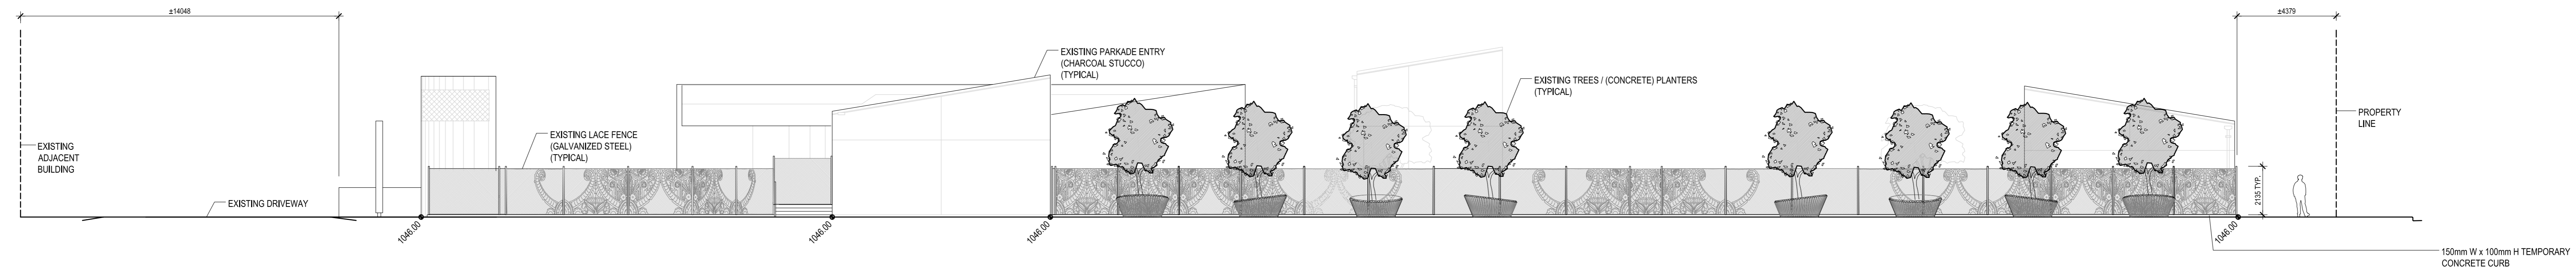 ±14048
±4379
EXISTING PARKADE ENTRY
(CHARCOAL STUCCO)
(TYPICAL)
EXISTING TREES / (CONCRETE) PLANTERS
(TYPICAL)
PROPERTY
LINE
EXISTING LACE FENCE
(GALVANIZED STEEL)
(TYPICAL)
EXISTING
ADJACENT
BUILDING
EXISTING DRIVEWAY
2135 TYP.
1046.00
1046.00
1046.00
1046.00
150mm W x 100mm H TEMPORARY
CONCRETE CURB